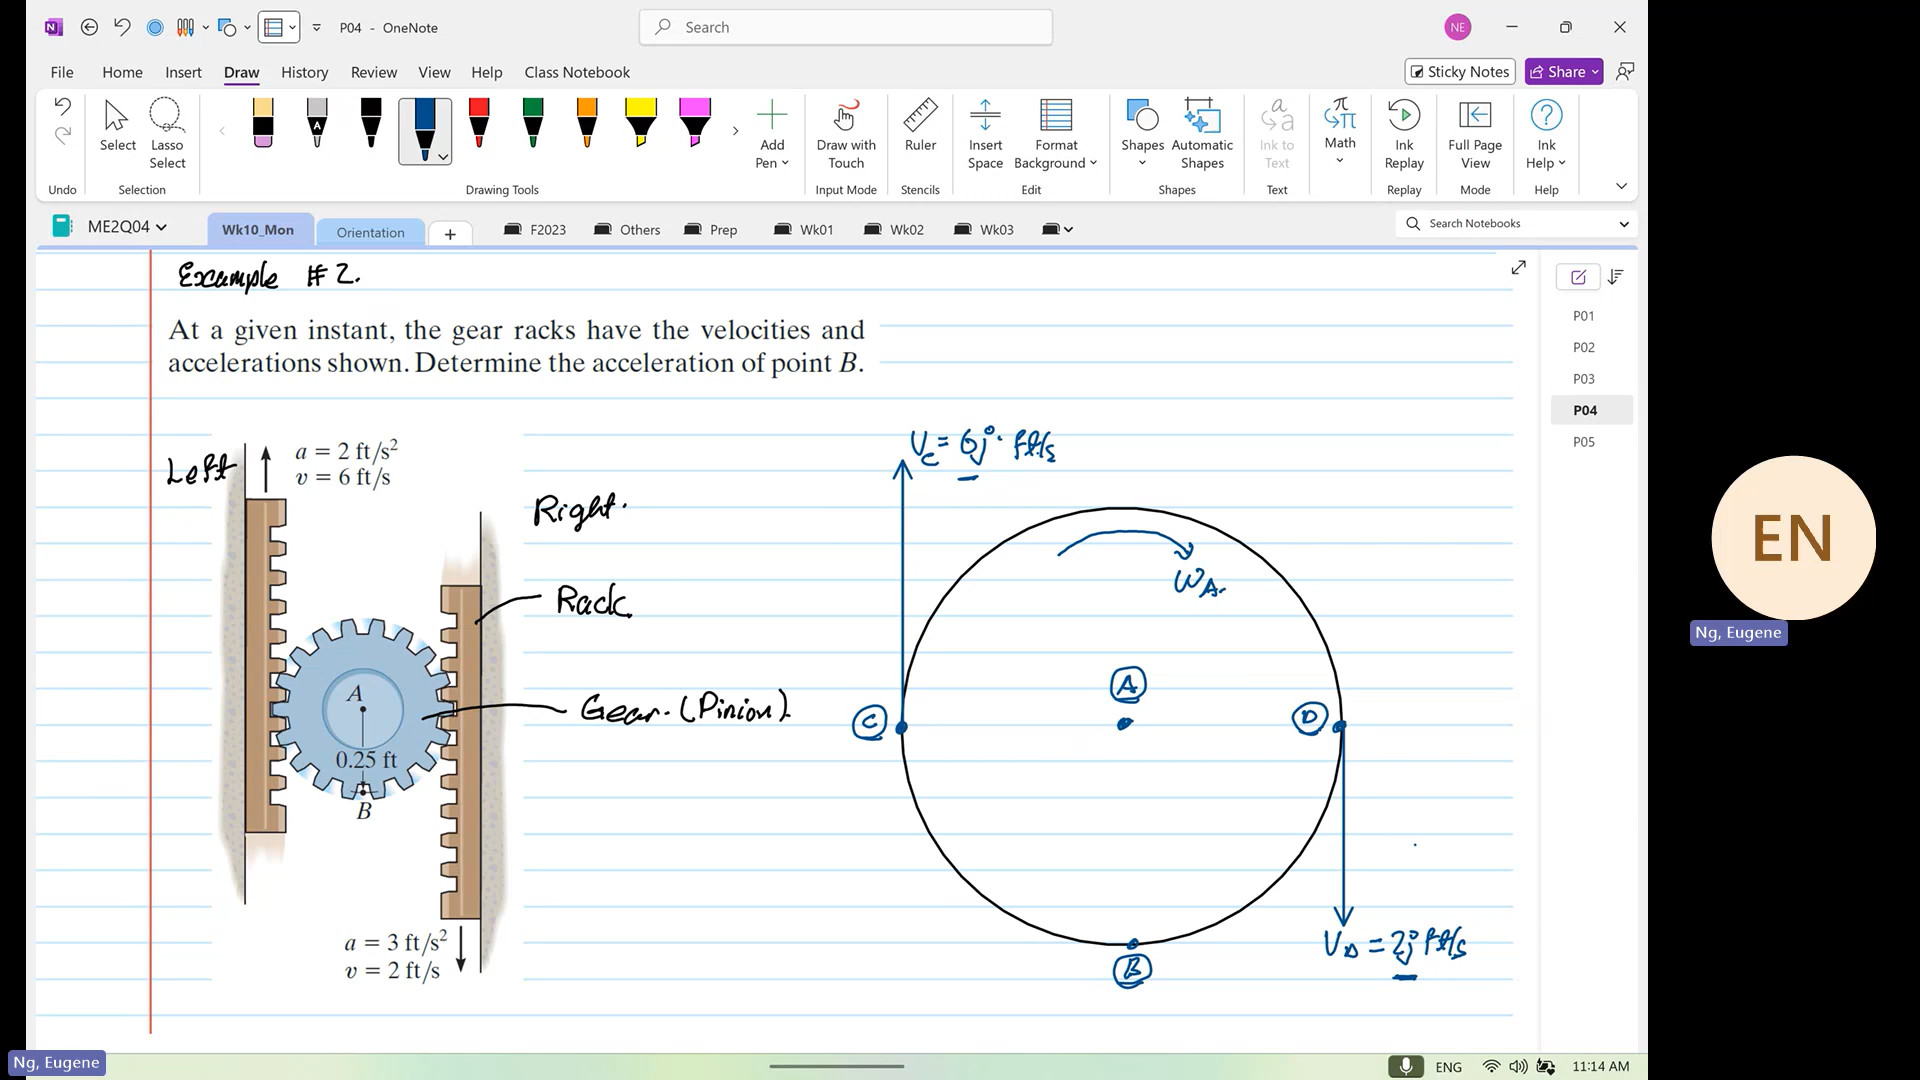 P04 - OneNote
Search
NE
File Home Insert Draw History Review View Help Class Notebook
Sticky Notes
Share
Undo
Select
Lasso Select
Selection
A
Drawing Tools
Add Pen
Draw with Touch
Input Mode
Ruler
Stencils
Insert Space
Format Background
Edit
Shapes
Automatic Shapes
Shapes
Ink to Text
Text
Math
Ink Replay
Replay
Full Page View
Mode
Ink Help
Help
ME2Q04
Wk10_Mon
Orientation
F2023
Others
Prep
Wk01
Wk02
Wk03
Search Notebooks
P01
P02
P03
P04
P05
Example #2.
At a given instant, the gear racks have the velocities and
accelerations shown. Determine the acceleration of point B.
Left
a = 2 ft/s²
v = 6 ft/s
Right.
Rack
Gear. (Pinion)
A
0.25 ft
B
a = 3 ft/s²
v = 2 ft/s
V_C = 6j ft/s
ω_A
A
C
D
B
V_D = 2j ft/s
EN
Ng, Eugene
Ng, Eugene
ENG
11:14 AM